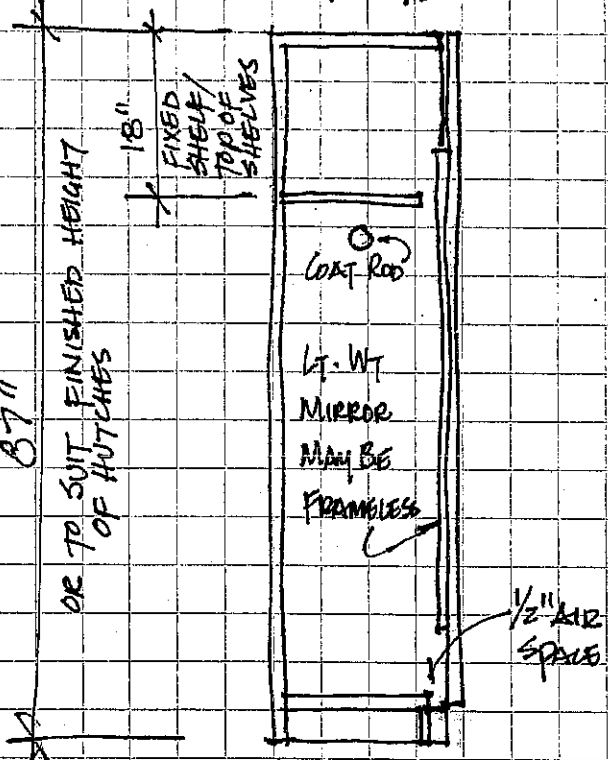 87"
OR TO SUIT FINISHED HEIGHT
OF HUTCHES
18"
FIXED
SHELF/
TOP OF
SHELVES
COAT ROD
LT. WT
MIRROR
MAY BE
FRAMELESS
1/2" AIR
SPACE